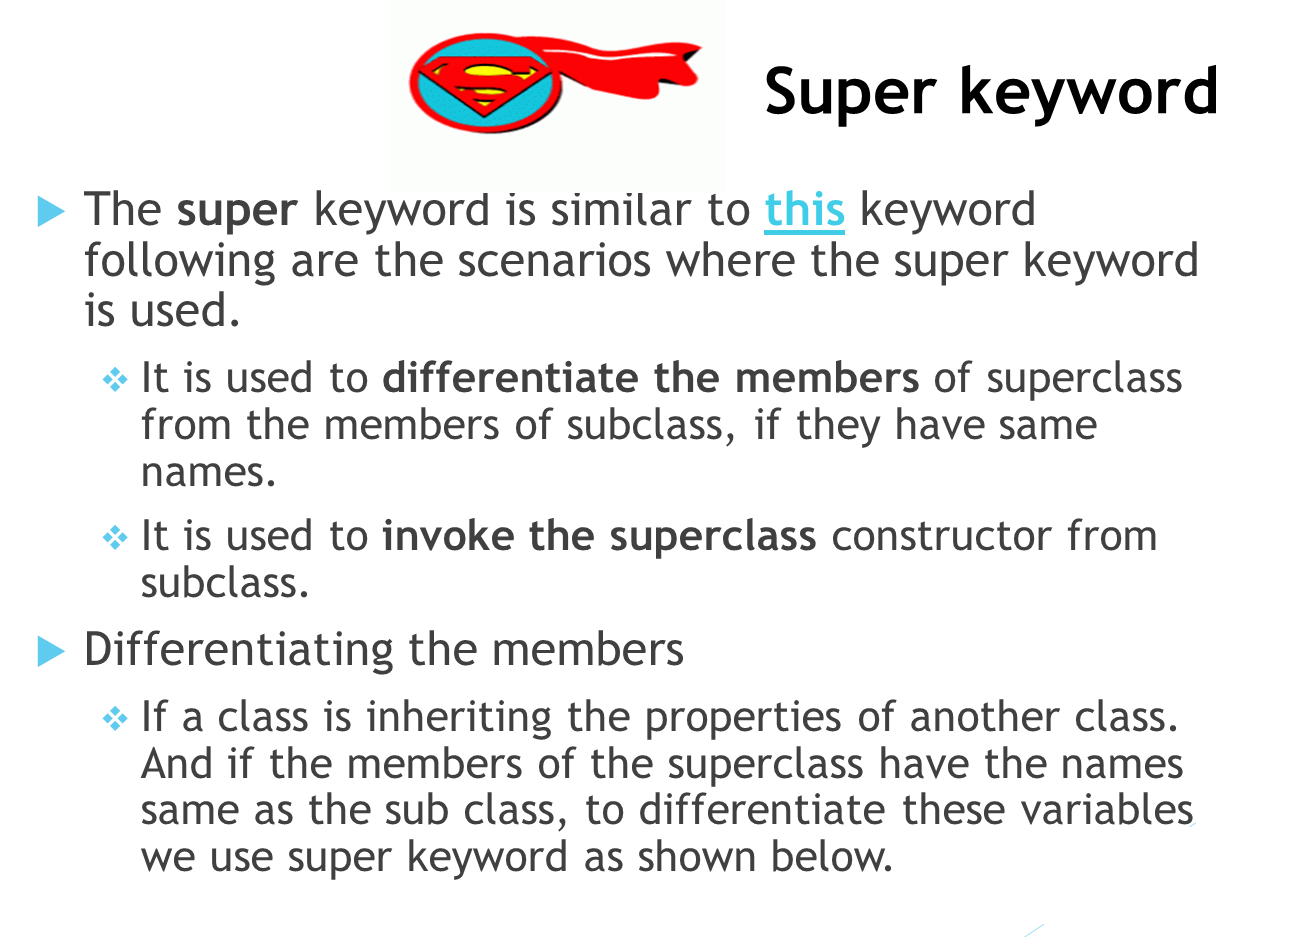 Super keyword
The super keyword is similar to this keyword
following are the scenarios where the super keyword
is used.
It is used to differentiate the members of superclass
from the members of subclass, if they have same
names.
It is used to invoke the superclass constructor from
subclass.
Differentiating the members
If a class is inheriting the properties of another class.
And if the members of the superclass have the names
same as the sub class, to differentiate these variables
we use super keyword as shown below.